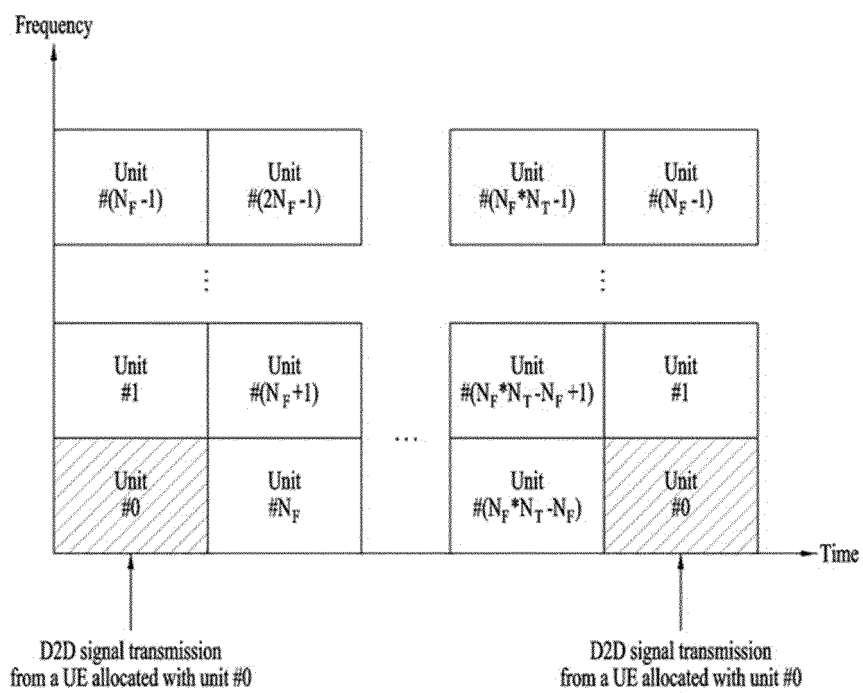 Frequency
Unit
#(N_F -1)
Unit
#(2N_F -1)
Unit
#(N_F*N_T -1)
Unit
#(N_F -1)
⋮
⋮
Unit
#1
Unit
#(N_F +1)
Unit
#(N_F*N_T -N_F +1)
Unit
#1
...
Unit
#0
Unit
#N_F
Unit
#(N_F*N_T -N_F)
Unit
#0
Time
D2D signal transmission
from a UE allocated with unit #0
D2D signal transmission
from a UE allocated with unit #0